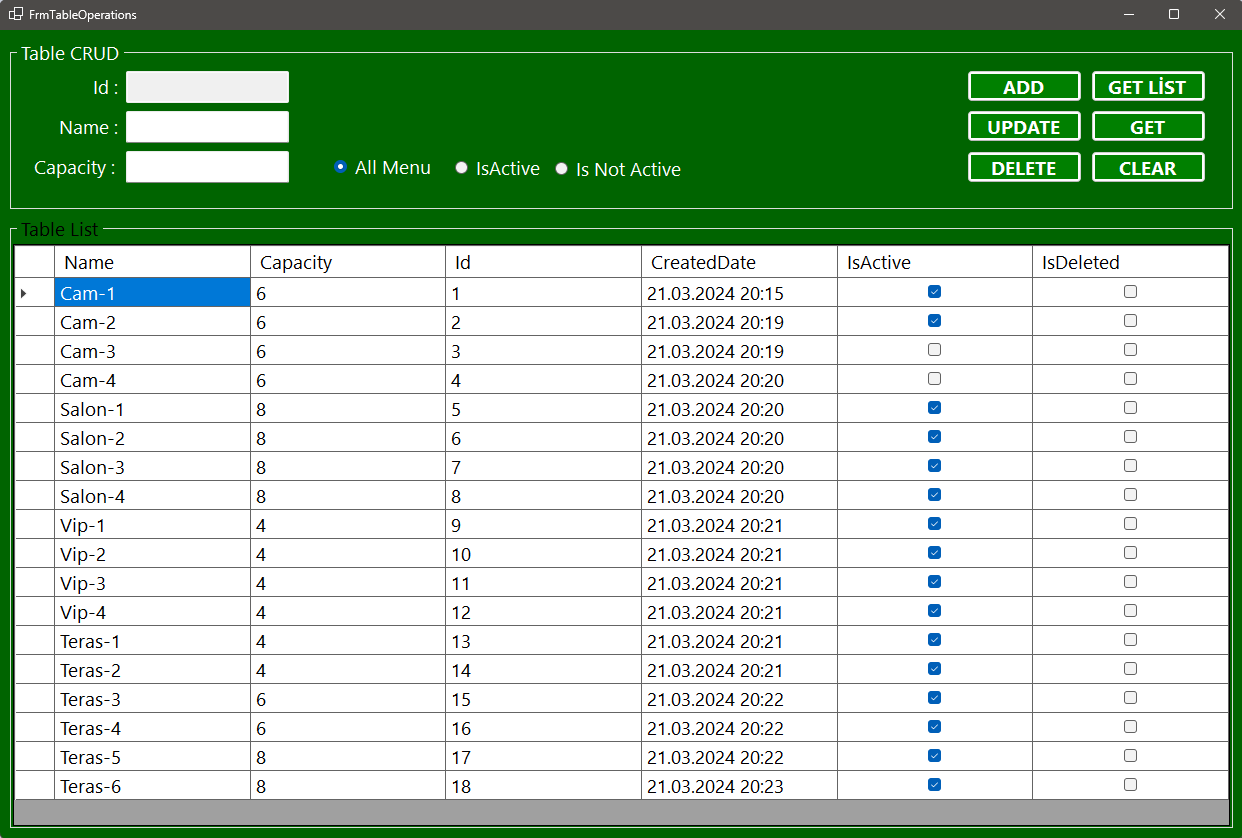 FrmTableOperations
Table CRUD
Id :
ADD GET LİST
Name :
UPDATE GET
Capacity :
All Menu IsActive Is Not Active
DELETE CLEAR
Table List
Name Capacity Id CreatedDate IsActive IsDeleted
Cam-1 6 1 21.03.2024 20:15
Cam-2 6 2 21.03.2024 20:19
Cam-3 6 3 21.03.2024 20:19
Cam-4 6 4 21.03.2024 20:20
Salon-1 8 5 21.03.2024 20:20
Salon-2 8 6 21.03.2024 20:20
Salon-3 8 7 21.03.2024 20:20
Salon-4 8 8 21.03.2024 20:20
Vip-1 4 9 21.03.2024 20:21
Vip-2 4 10 21.03.2024 20:21
Vip-3 4 11 21.03.2024 20:21
Vip-4 4 12 21.03.2024 20:21
Teras-1 4 13 21.03.2024 20:21
Teras-2 4 14 21.03.2024 20:21
Teras-3 6 15 21.03.2024 20:22
Teras-4 6 16 21.03.2024 20:22
Teras-5 8 17 21.03.2024 20:22
Teras-6 8 18 21.03.2024 20:23